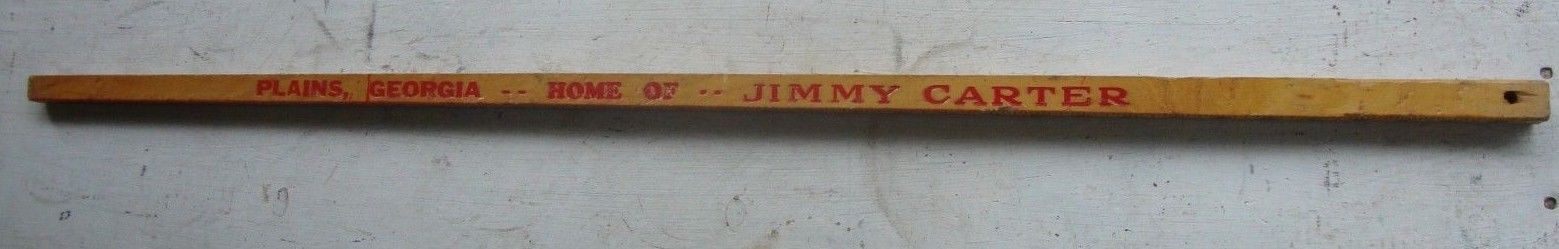 PLAINS, GEORGIA -- HOME OF -- JIMMY CARTER